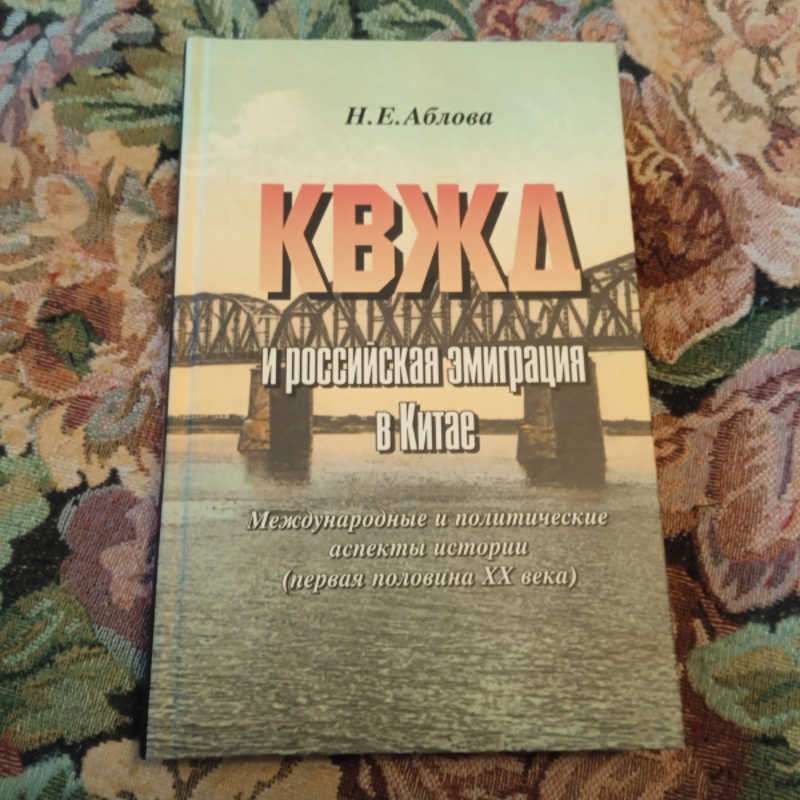 Н.Е.Аблова
КВЖД
и российская эмиграция
в Китае
Международные и политические
аспекты истории
(первая половина XX века)